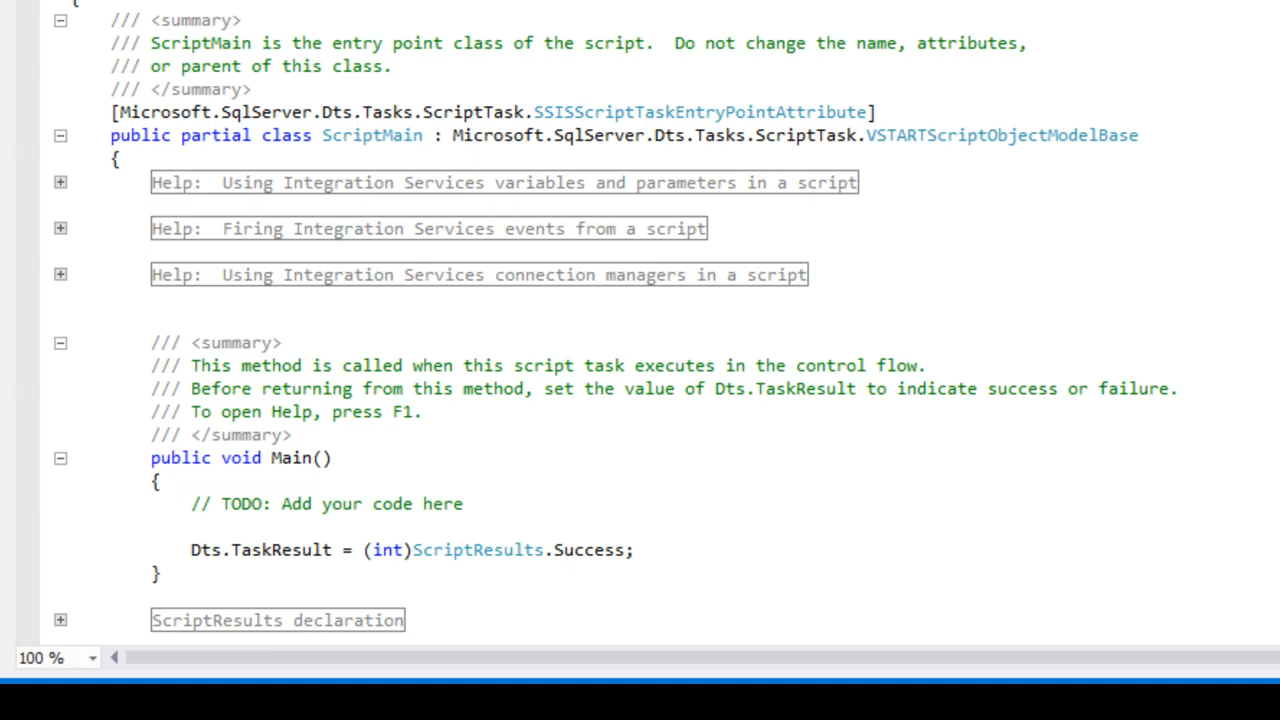 {
/// <summary>
/// ScriptMain is the entry point class of the script.  Do not change the name, attributes,
/// or parent of this class.
/// </summary>
[Microsoft.SqlServer.Dts.Tasks.ScriptTask.SSISScriptTaskEntryPointAttribute]
public partial class ScriptMain : Microsoft.SqlServer.Dts.Tasks.ScriptTask.VSTARTScriptObjectModelBase
{
Help:  Using Integration Services variables and parameters in a script
Help:  Firing Integration Services events from a script
Help:  Using Integration Services connection managers in a script
/// <summary>
/// This method is called when this script task executes in the control flow.
/// Before returning from this method, set the value of Dts.TaskResult to indicate success or failure.
/// To open Help, press F1.
/// </summary>
public void Main()
{
// TODO: Add your code here
Dts.TaskResult = (int)ScriptResults.Success;
}
ScriptResults declaration
100 %